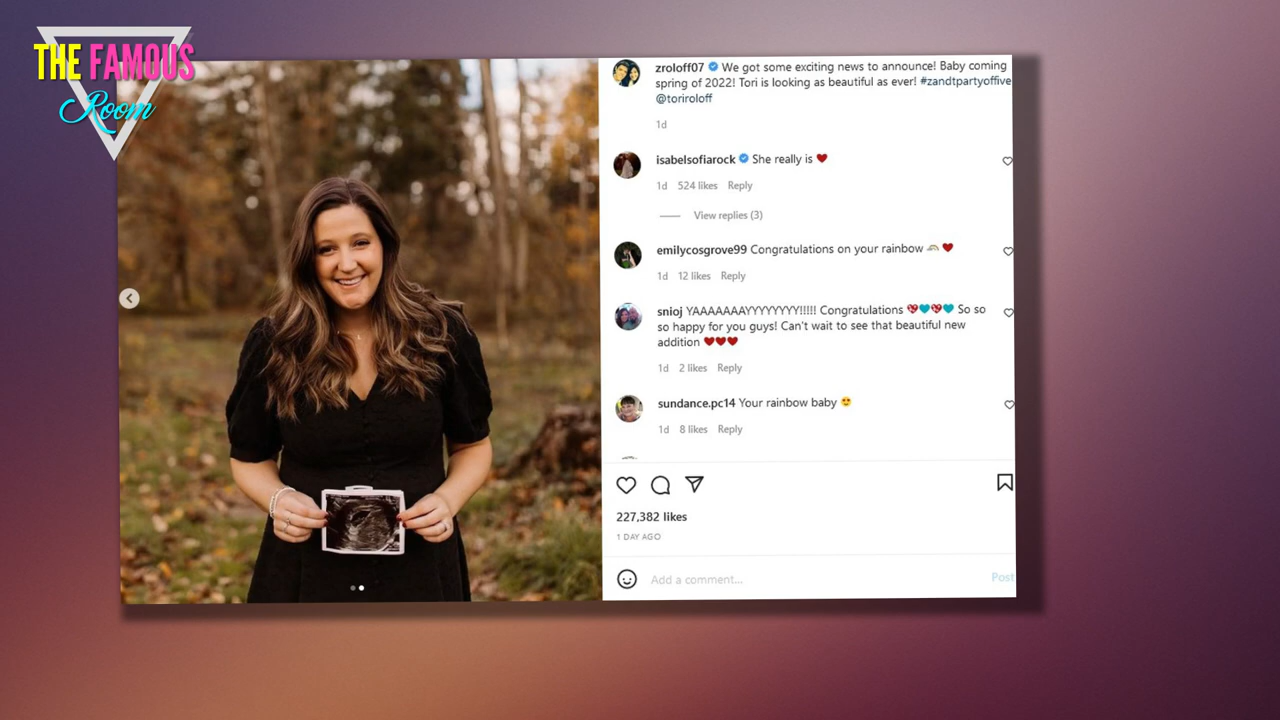 THE FAMOUS
Room
zroloff07 We got some exciting news to announce! Baby coming
spring of 2022! Tori is looking as beautiful as ever! #zandtpartyoffive
@toriroloff
1d
isabelsofiarock She really is ❤️
1d 524 likes Reply
View replies (3)
emilycosgrove99 Congratulations on your rainbow 🌈 ❤️
1d 12 likes Reply
snioj YAAAAAAAYYYYYYYY!!!!! Congratulations 💖💙💖💙 So so
so happy for you guys! Can't wait to see that beautiful new
addition ❤️❤️❤️
1d 2 likes Reply
sundance.pc14 Your rainbow baby 😍
1d 8 likes Reply
227,382 likes
1 DAY AGO
Add a comment...
Post